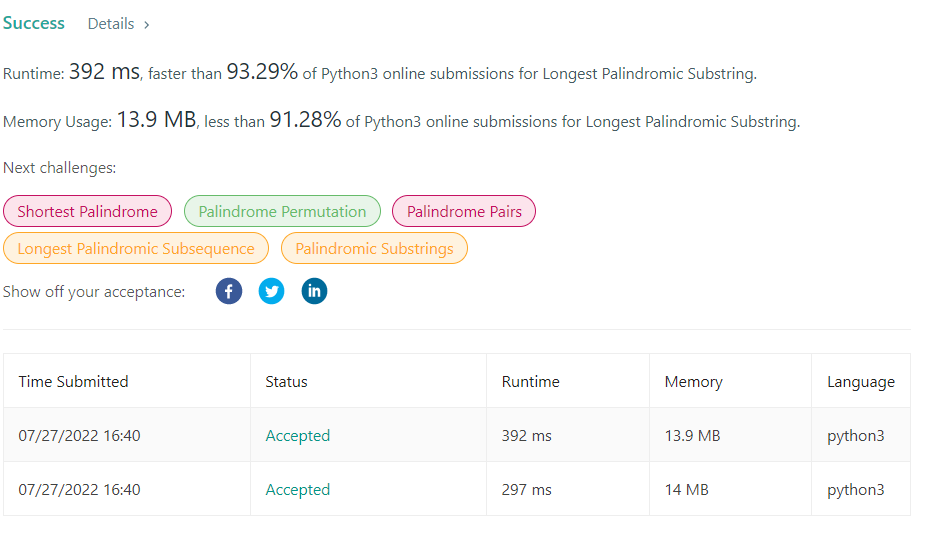 Success Details >
Runtime: 392 ms, faster than 93.29% of Python3 online submissions for Longest Palindromic Substring.
Memory Usage: 13.9 MB, less than 91.28% of Python3 online submissions for Longest Palindromic Substring.
Next challenges:
Shortest Palindrome Palindrome Permutation Palindrome Pairs
Longest Palindromic Subsequence Palindromic Substrings
Show off your acceptance: f in
Time Submitted Status Runtime Memory Language
07/27/2022 16:40 Accepted 392 ms 13.9 MB python3
07/27/2022 16:40 Accepted 297 ms 14 MB python3